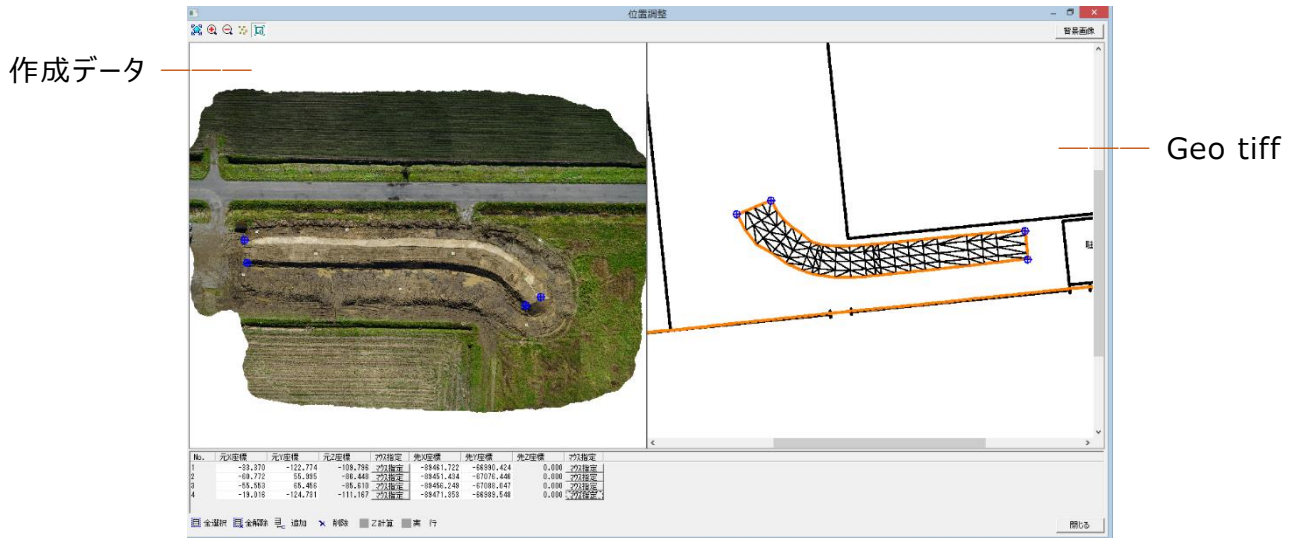 位置調整
背景画像
作成データ
Geo tiff
No. 元X座標 元Y座標 元Z座標 マウス指定 先X座標 先Y座標 先Z座標 マウス指定
1 -33.370 -122.774 -109.796 マウス指定 -89461.722 -66990.424 0.000 マウス指定
2 -60.772 55.995 -86.448 マウス指定 -89451.434 -67076.446 0.000 マウス指定
3 -55.553 65.456 -85.610 マウス指定 -89456.249 -67088.047 0.000 マウス指定
4 -19.016 -124.731 -111.167 マウス指定 -89471.353 -66989.548 0.000 マウス指定
全選択 全解除 追加 削除 Z計算 実 行
閉じる